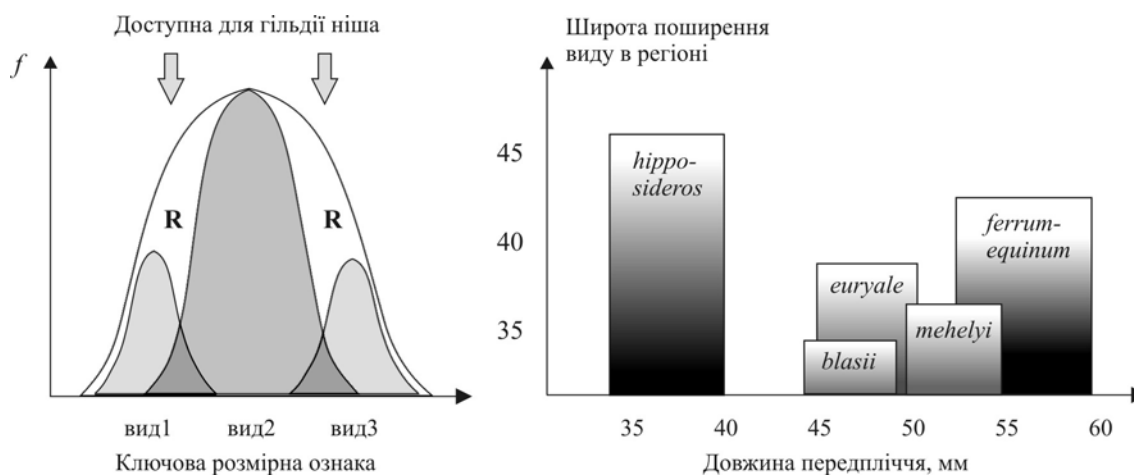 Доступна для гільдії ніша
f
R
R
вид1 вид2 вид3
Ключова розмірна ознака
Широта поширення
виду в регіоні
45
40
35
hippo-
sideros
euryale
blasii
mehelyi
ferrum-
equinum
35 40 45 50 55 60
Довжина передпліччя, мм